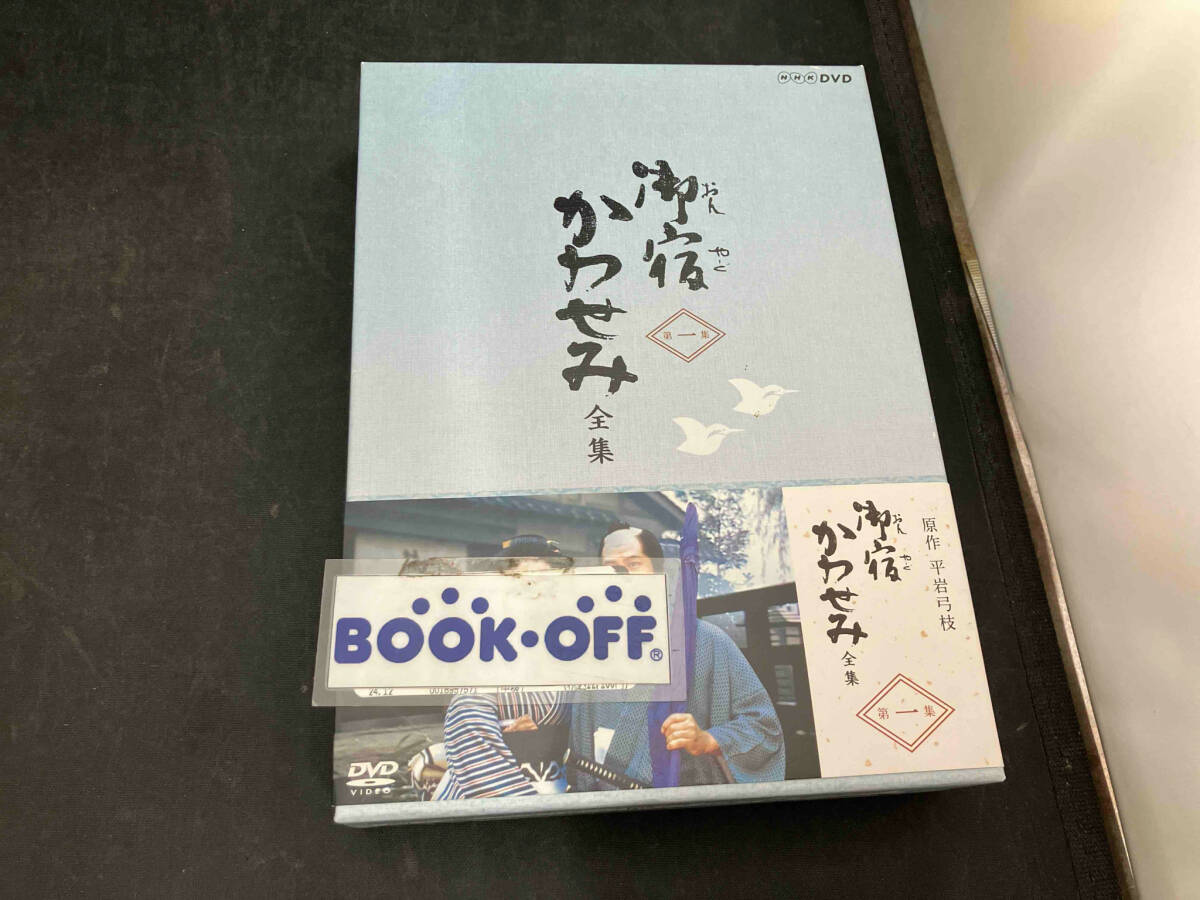 NHK DVD
御宿
おん
やど
かわせみ
第一集
全集
原作 平岩弓枝
御宿
おん
やど
かわせみ
全集
第一集
BOOK・OFF®
24.12
DVD
VIDEO